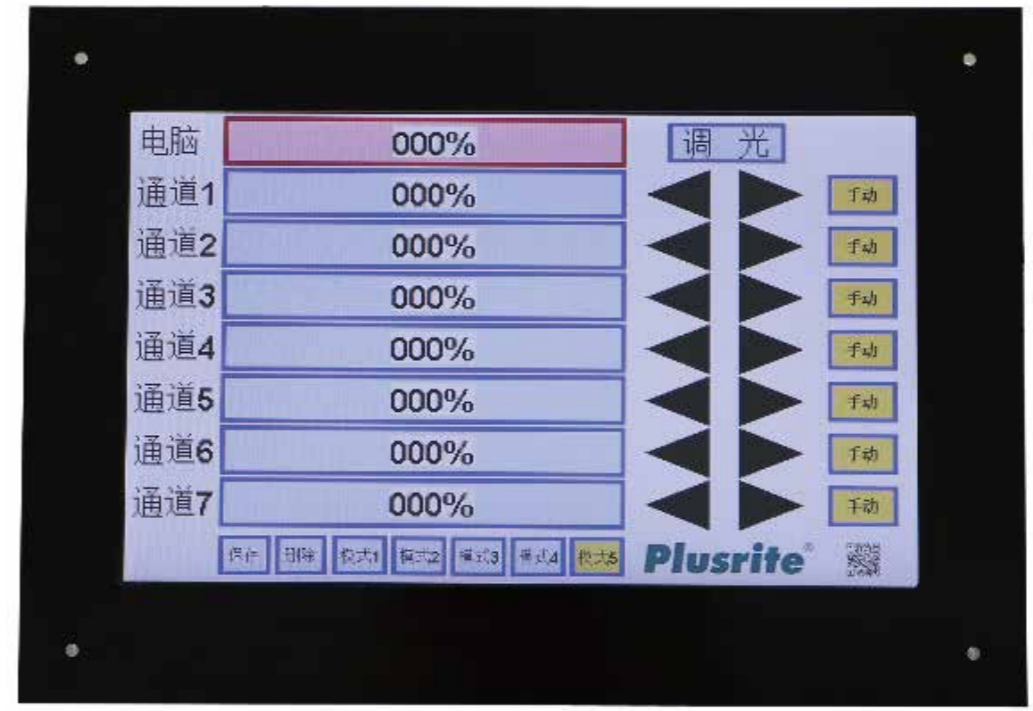 电脑 000% 调 光
通道1 000% 手动
通道2 000% 手动
通道3 000% 手动
通道4 000% 手动
通道5 000% 手动
通道6 000% 手动
通道7 000% 手动
保存 删除 模式1 模式2 模式3 模式4 模式5 Plusrite®